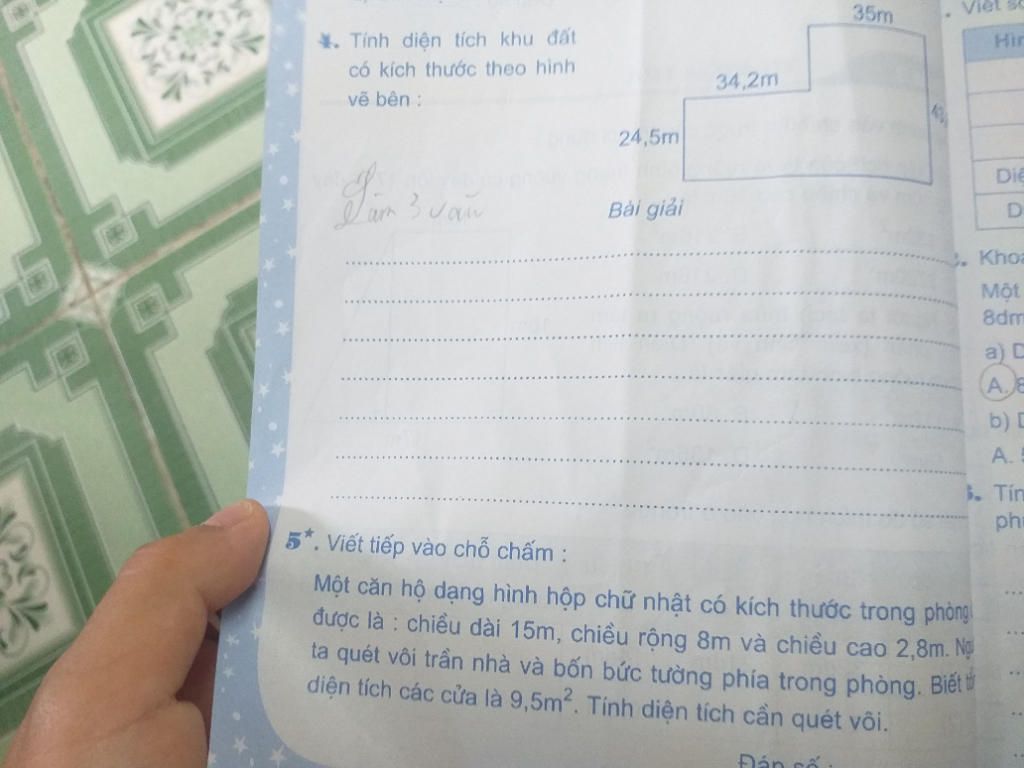 35m
4. Tính diện tích khu đất
có kích thước theo hình
vẽ bên :
34,2m
24,5m
Bài giải
5*. Viết tiếp vào chỗ chấm :
Một căn hộ dạng hình hộp chữ nhật có kích thước trong phòng
được là : chiều dài 15m, chiều rộng 8m và chiều cao 2,8m.
ta quét vôi trần nhà và bốn bức tường phía trong phòng. Biết
diện tích các cửa là 9,5m². Tính diện tích cần quét vôi.
Đáp số :
Viết số
Diệ
Khoa
Một
8dm
a)
A.
b)
A.
Tín